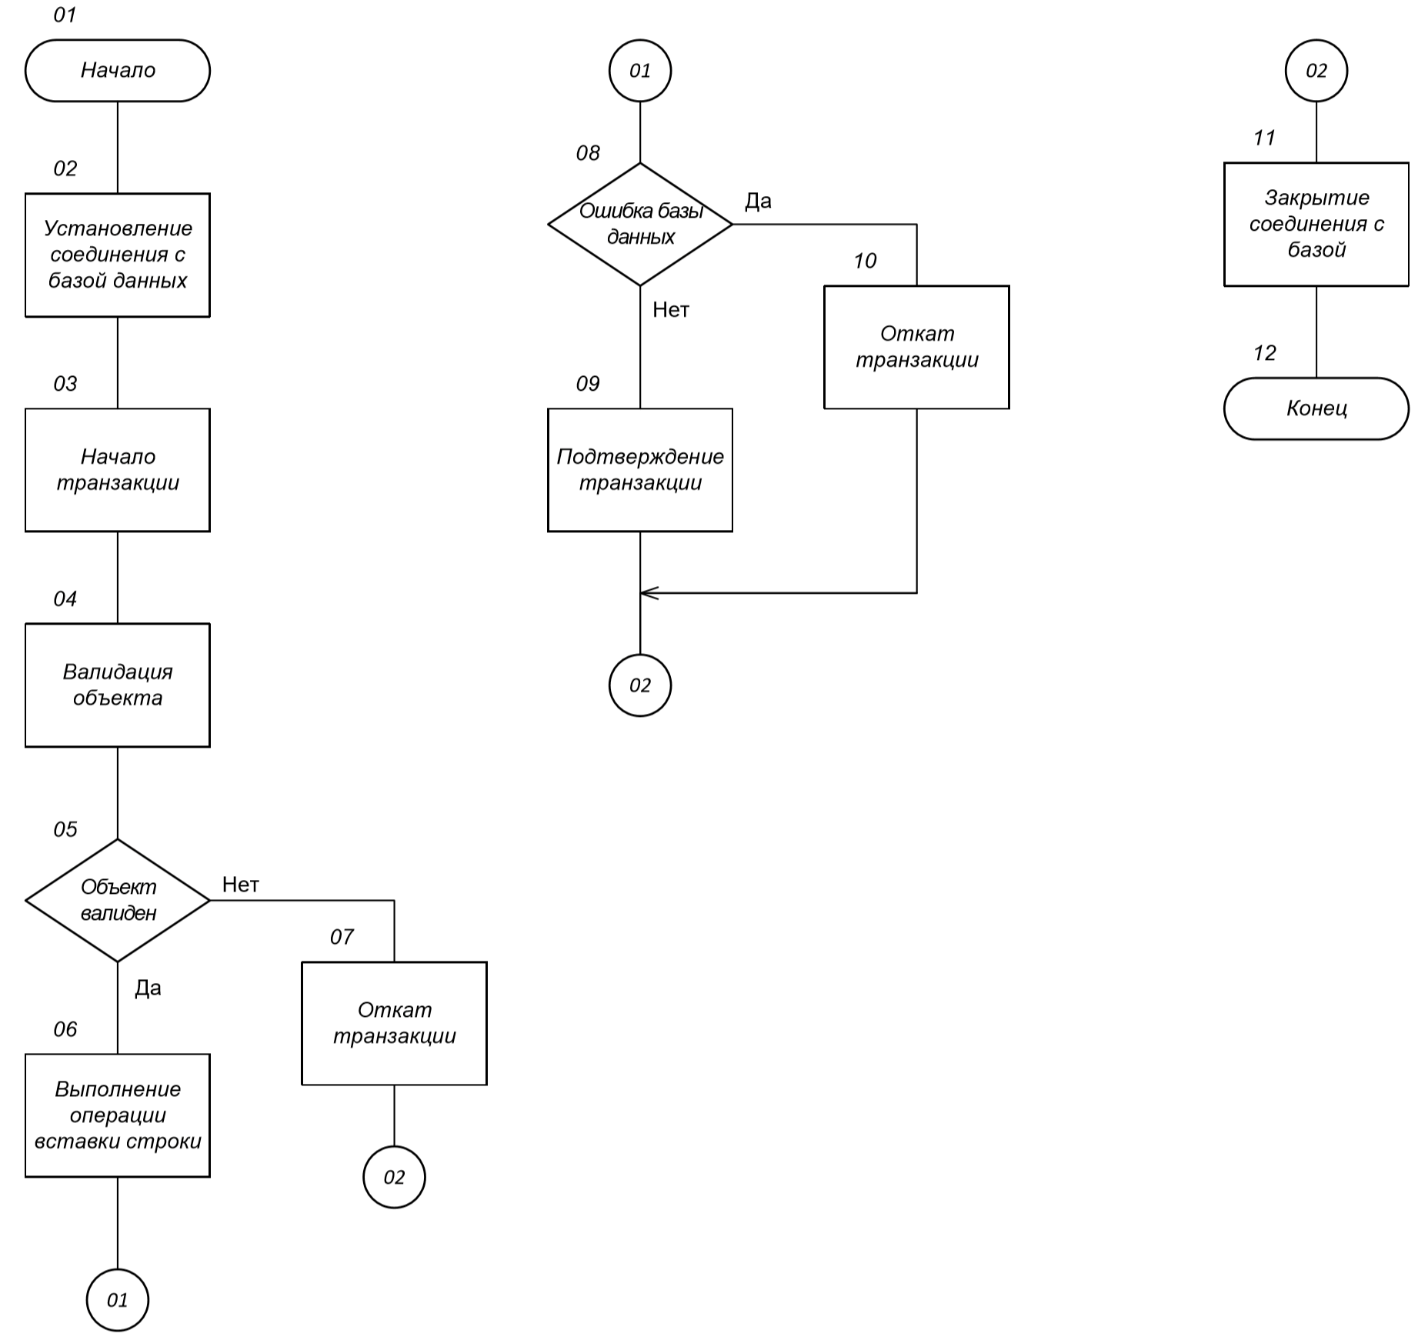 01
Начало
02
Установление
соединения с
базой данных
03
Начало
транзакции
04
Валидация
объекта
05
Объект
валиден
Нет
Да
06
Выполнение
операции
вставки строки
01
07
Откат
транзакции
02
01
08
Ошибка базы
данных
Да
Нет
09
Подтверждение
транзакции
10
Откат
транзакции
02
02
11
Закрытие
соединения с
базой
12
Конец